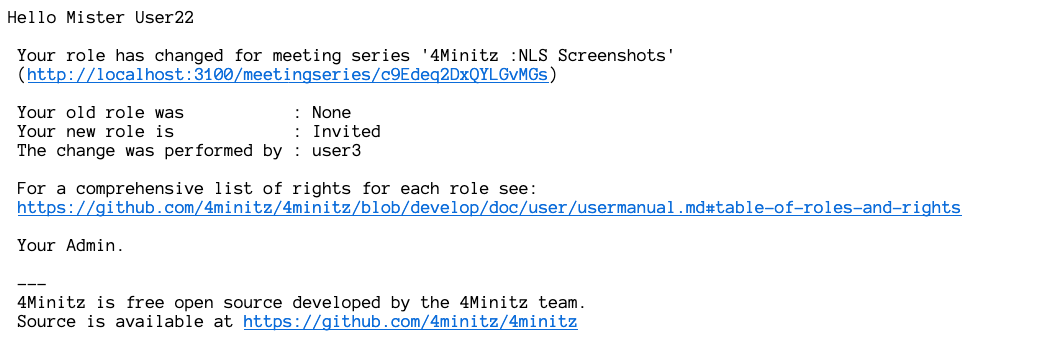 Hello Mister User22
Your role has changed for meeting series '4Minitz :NLS Screenshots'
(http://localhost:3100/meetingseries/c9Edeq2DxQYLGvMGs)
Your old role was : None
Your new role is : Invited
The change was performed by : user3
For a comprehensive list of rights for each role see:
https://github.com/4minitz/4minitz/blob/develop/doc/user/usermanual.md#table-of-roles-and-rights
Your Admin.
---
4Minitz is free open source developed by the 4Minitz team.
Source is available at https://github.com/4minitz/4minitz